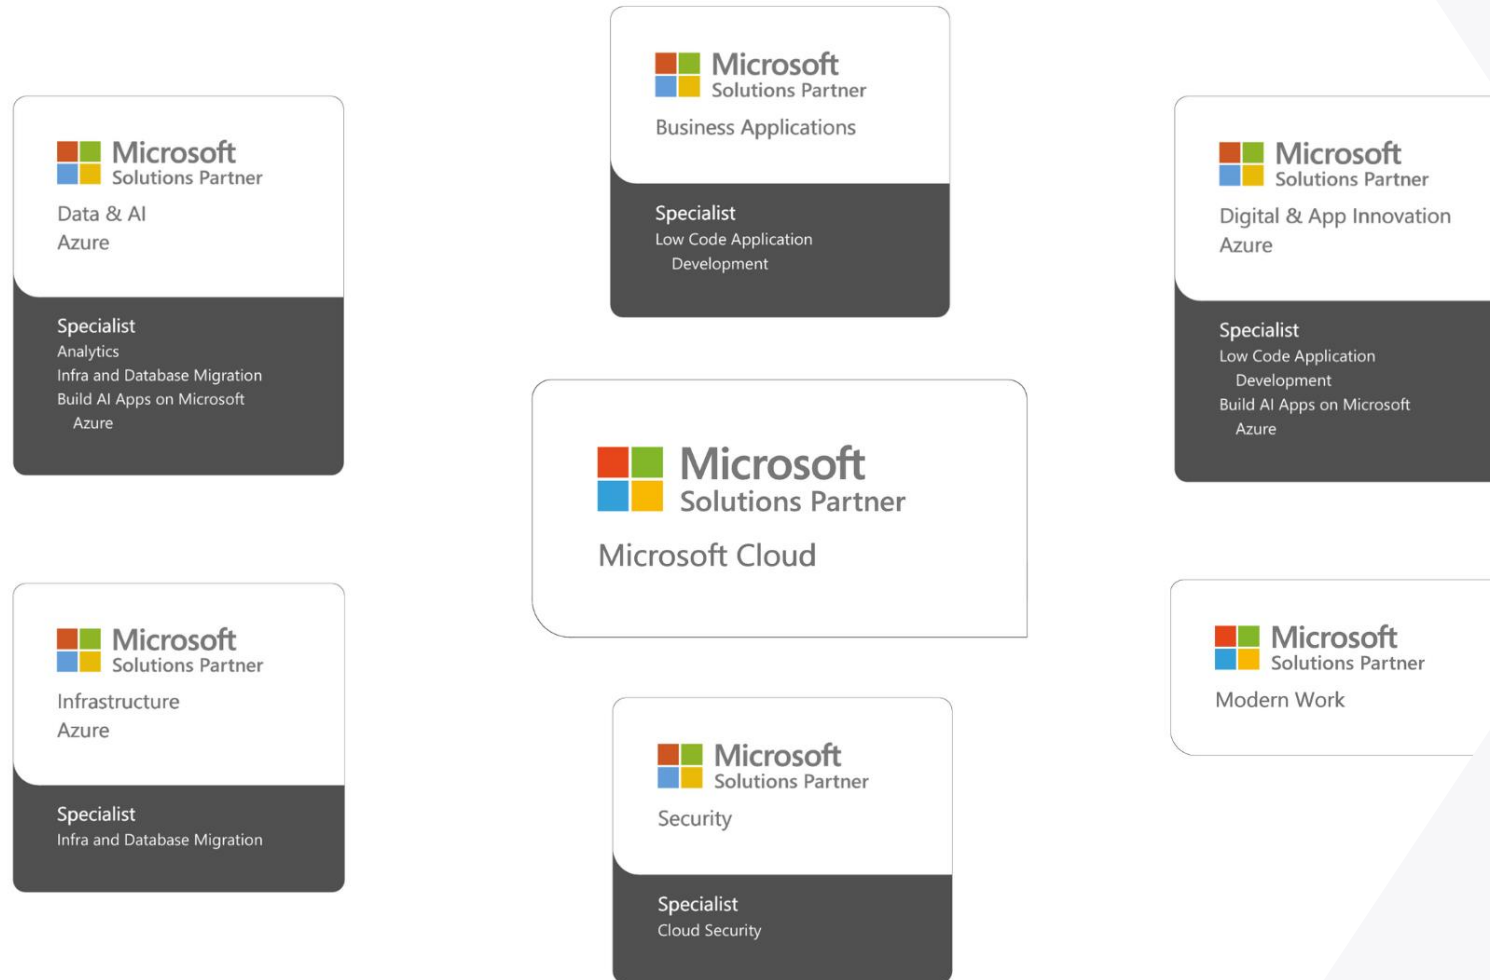 Microsoft
Solutions Partner
Data & AI
Azure
Specialist
Analytics
Infra and Database Migration
Build AI Apps on Microsoft
Azure
Microsoft
Solutions Partner
Business Applications
Specialist
Low Code Application
Development
Microsoft
Solutions Partner
Digital & App Innovation
Azure
Specialist
Low Code Application
Development
Build AI Apps on Microsoft
Azure
Microsoft
Solutions Partner
Microsoft Cloud
Microsoft
Solutions Partner
Infrastructure
Azure
Specialist
Infra and Database Migration
Microsoft
Solutions Partner
Security
Specialist
Cloud Security
Microsoft
Solutions Partner
Modern Work